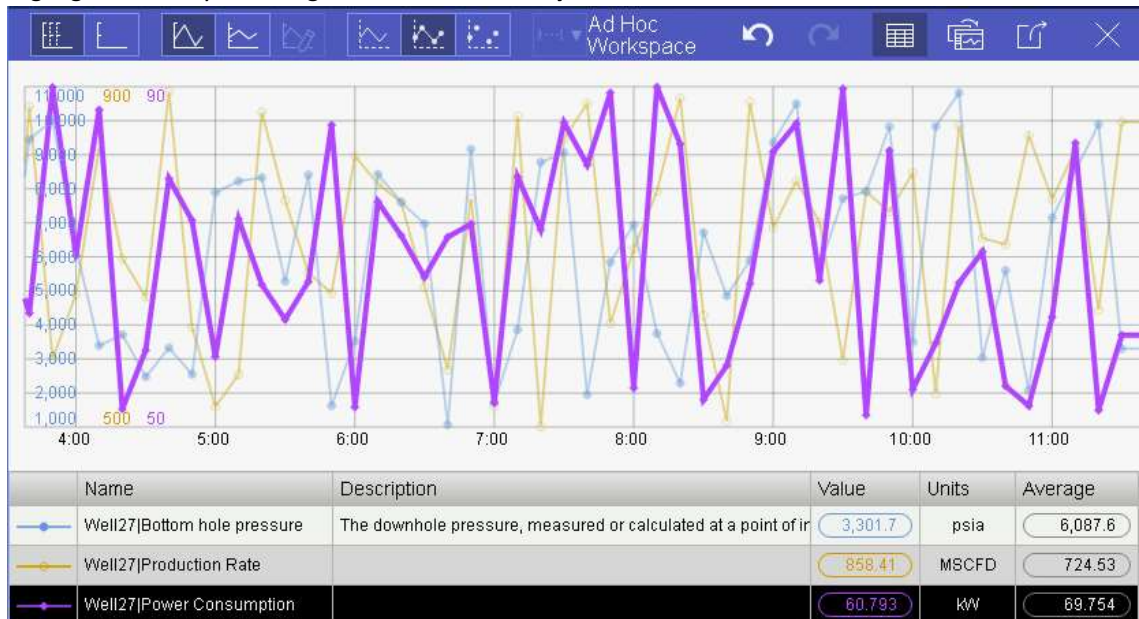 Ad Hoc
Workspace
11,000 900 90
10,000
9,000
8,000
7,000
6,000
5,000
4,000
3,000
2,000
1,000 500 50
4:00 5:00 6:00 7:00 8:00 9:00 10:00 11:00
Name Description Value Units Average
Well27|Bottom hole pressure The downhole pressure, measured or calculated at a point of ir 3,301.7 psia 6,087.6
Well27|Production Rate 858.41 MSCFD 724.53
Well27|Power Consumption 60.793 kW 69.754